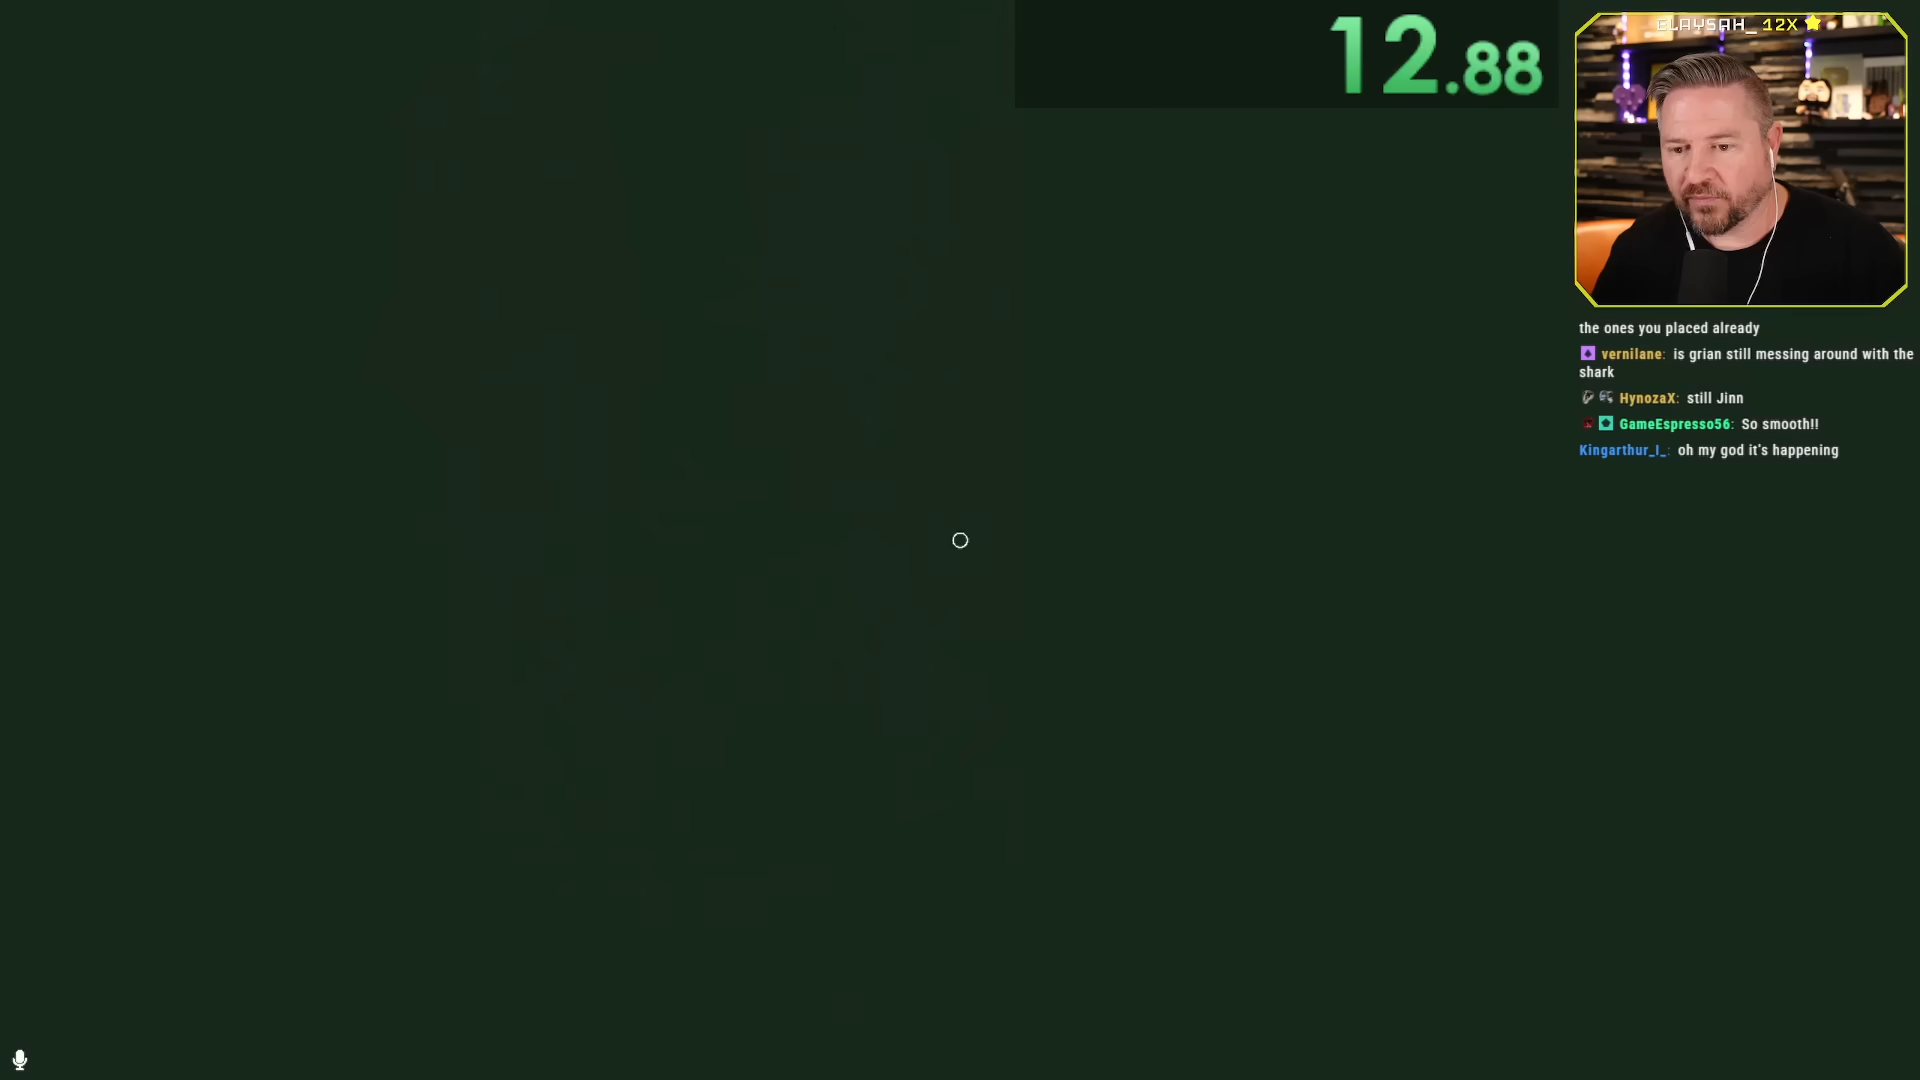 12.88
CLAYSAH_ 12X
the ones you placed already
vernilane: is grian still messing around with the
shark
HynozaX: still Jinn
GameEspresso56: So smooth!!
Kingarthur_I_: oh my god it's happening